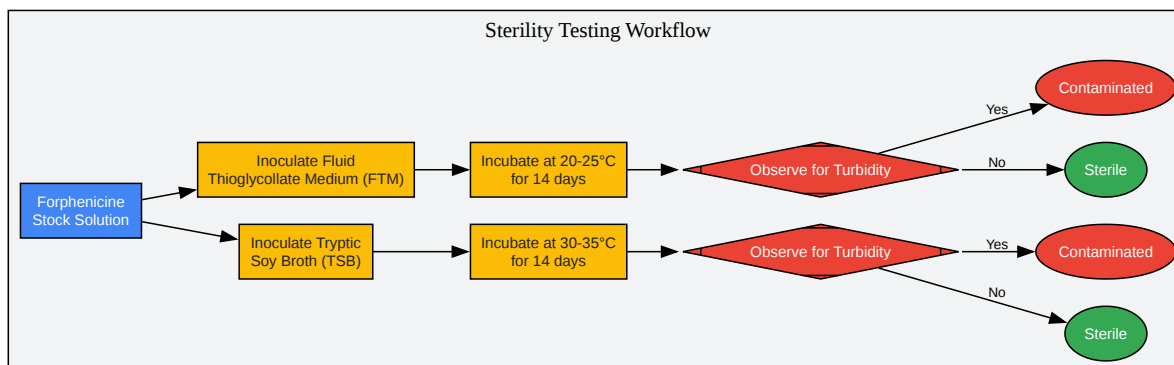 Sterility Testing Workflow
Forphenicine
Stock Solution
Inoculate Fluid
Thioglycollate Medium (FTM)
Incubate at 20-25°C
for 14 days
Observe for Turbidity
Yes
Contaminated
No
Sterile
Inoculate Tryptic
Soy Broth (TSB)
Incubate at 30-35°C
for 14 days
Observe for Turbidity
Yes
Contaminated
No
Sterile